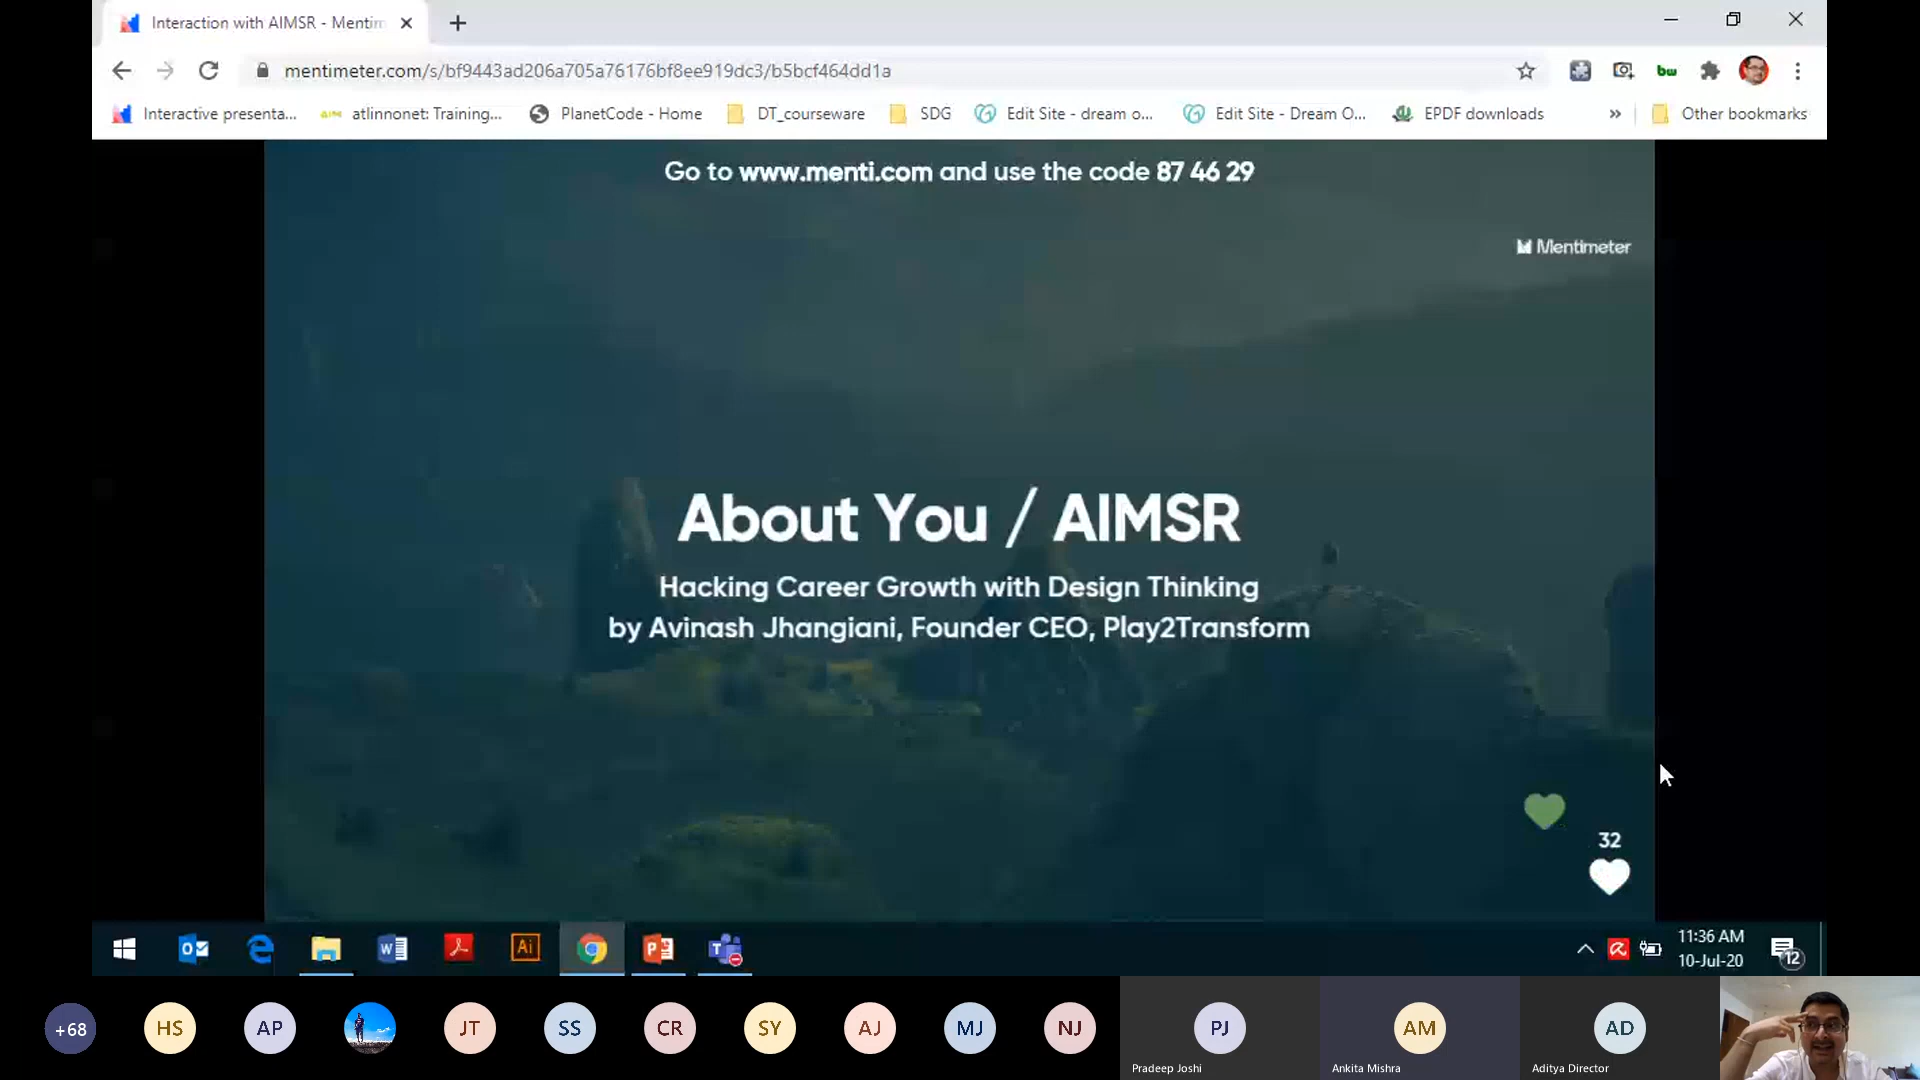 Interaction with AIMSR - Mentim
mentimeter.com/s/bf9443ad206a705a76176bf8ee919dc3/b5bcf464dd1a
bw
Interactive presenta...
AIM
atlinnonet: Training...
PlanetCode - Home
DT_courseware
SDG
Edit Site - dream o...
Edit Site - Dream O...
EPDF downloads
»
Other bookmarks
Go to www.menti.com and use the code 87 46 29
Mentimeter
About You / AIMSR
Hacking Career Growth with Design Thinking
by Avinash Jhangiani, Founder CEO, Play2Transform
32
Ai
11:36 AM
10-Jul-20
12
+68
HS
AP
JT
SS
CR
SY
AJ
MJ
NJ
PJ
AM
AD
Pradeep Joshi
Ankita Mishra
Aditya Director